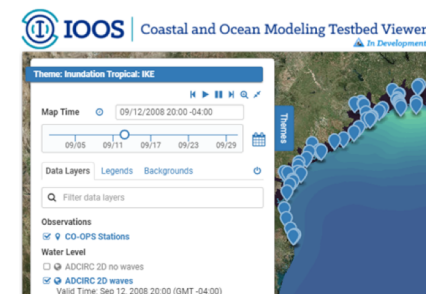 IOOS Coastal and Ocean Modeling Testbed Viewer
In Development
Theme: Inundation Tropical: IKE
Map Time 09/12/2008 20:00 -04:00
09/05 09/11 09/17 09/23 09/29
Themes
Data Layers Legends Backgrounds
Filter data layers
Observations
CO-OPS Stations
Water Level
ADCIRC 2D no waves
ADCIRC 2D waves
Valid Time: Sep 12, 2008 20:00 (GMT -04:00)